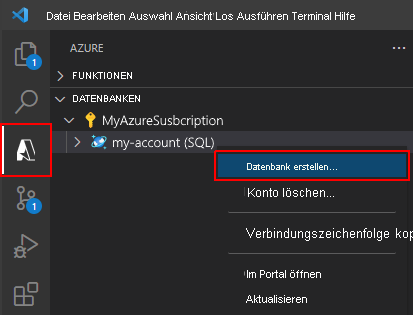 Datei Bearbeiten Auswahl Ansicht Los Ausführen Terminal Hilfe
AZURE
FUNKTIONEN
DATENBANKEN
MyAzureSusbcription
my-account (SQL)
Datenbank erstellen...
Konto löschen...
Verbindungszeichenfolge kop
Im Portal öffnen
Aktualisieren
1
1